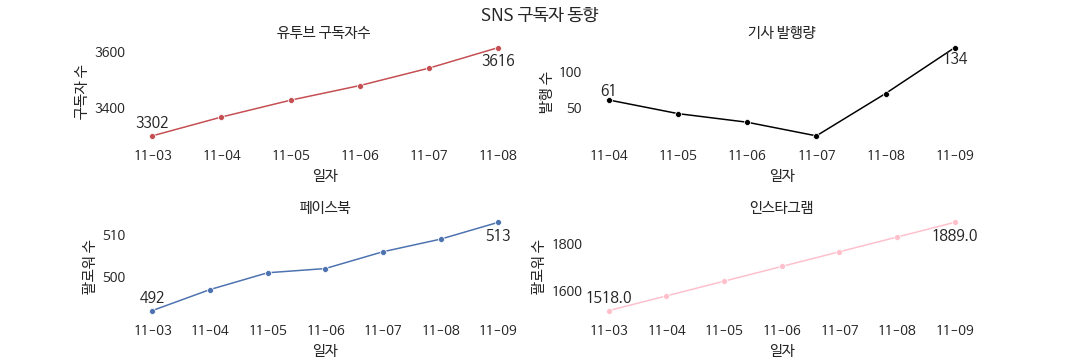 SNS 구독자 동향
유튜브 구독자수
구독자 수
3600
3400
3302
3616
11-03 11-04 11-05 11-06 11-07 11-08
일자
기사 발행량
발행 수
100
50
61
134
11-04 11-05 11-06 11-07 11-08 11-09
일자
페이스북
팔로워 수
510
500
492
513
11-03 11-04 11-05 11-06 11-07 11-08 11-09
일자
인스타그램
팔로워 수
1800
1600
1518.0
1889.0
11-03 11-04 11-05 11-06 11-07 11-08 11-09
일자